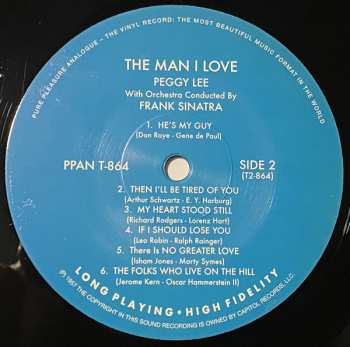 PURE PLEASURE ANALOGUE – THE VINYL RECORD: THE MOST BEAUTIFUL MUSIC FORMAT IN THE WORLD
THE MAN I LOVE
PEGGY LEE
With Orchestra Conducted By
FRANK SINATRA
1. HE'S MY GUY
(Don Raye - Gene de Paul)
PPAN T-864
SIDE 2
(T2-864)
2. THEN I'LL BE TIRED OF YOU
(Arthur Schwartz - E. Y. Harburg)
3. MY HEART STOOD STILL
(Richard Rodgers - Lorenz Hart)
4. IF I SHOULD LOSE YOU
(Leo Robin - Ralph Rainger)
5. There Is NO GREATER LOVE
(Isham Jones - Marty Symes)
6. THE FOLKS WHO LIVE ON THE HILL
(Jerome Kern - Oscar Hammerstein II)
LONG PLAYING • HIGH FIDELITY
(P) 1957 THE COPYRIGHT IN THIS SOUND RECORDING IS OWNED BY CAPITOL RECORDS, LLC.